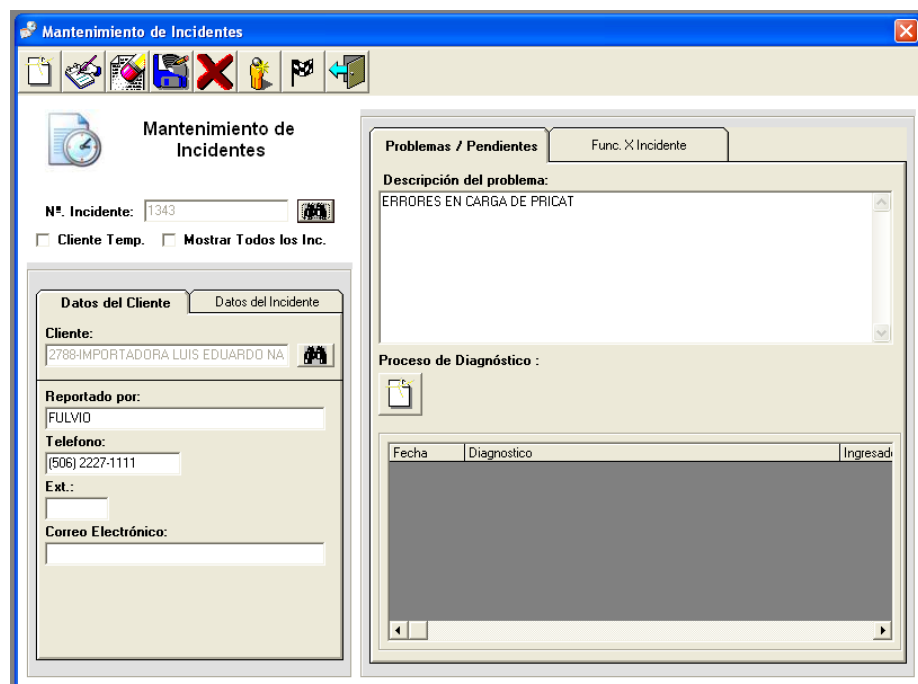 Mantenimiento de Incidentes
Mantenimiento de
Incidentes
Nª. Incidente: 1343
Cliente Temp. Mostrar Todos los Inc.
Datos del Cliente Datos del Incidente
Cliente:
2788-IMPORTADORA LUIS EDUARDO NA
Reportado por:
FULVIO
Telefono:
(506) 2227-1111
Ext.:
Correo Electrónico:
Problemas / Pendientes Func. X Incidente
Descripción del problema:
ERRORES EN CARGA DE PRICAT
Proceso de Diagnóstico :
Fecha Diagnostico Ingresad